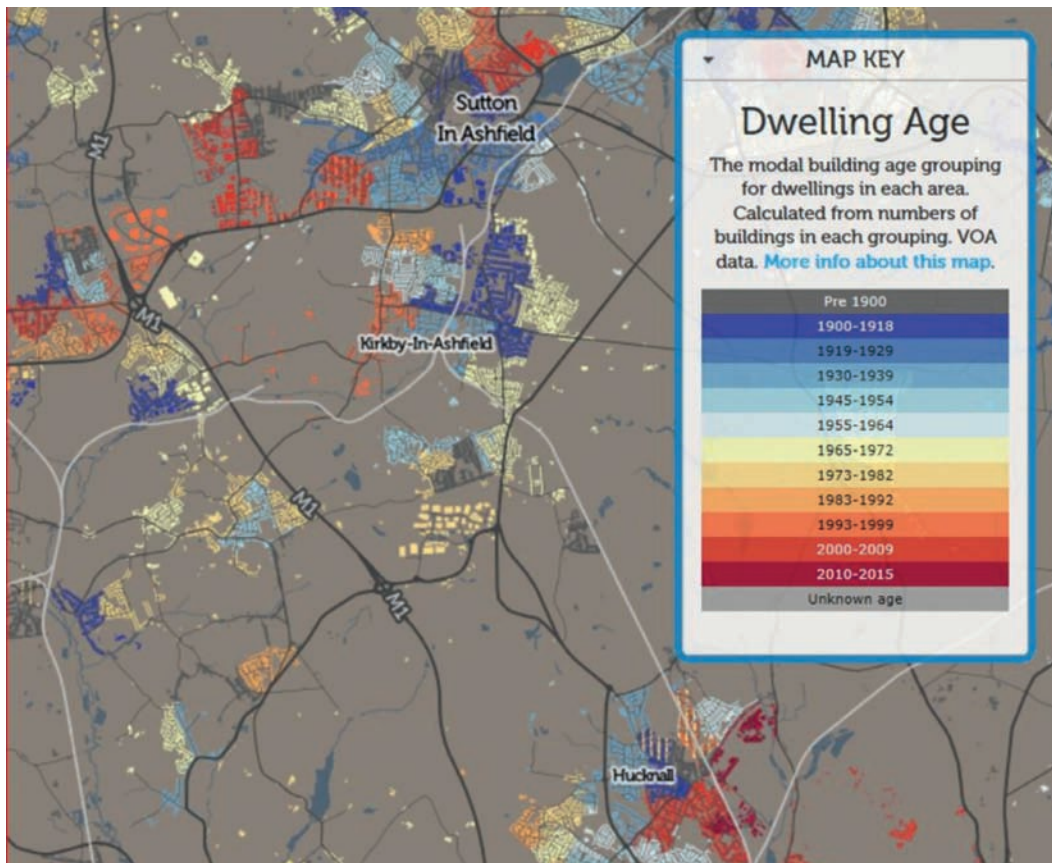 MAP KEY
Dwelling Age
The modal building age grouping
for dwellings in each area.
Calculated from numbers of
buildings in each grouping. VOA
data. More info about this map.
Pre 1900
1900-1918
1919-1929
1930-1939
1945-1954
1955-1964
1965-1972
1973-1982
1983-1992
1993-1999
2000-2009
2010-2015
Unknown age
Sutton
In Ashfield
M1
M1
Kirkby-In-Ashfield
M1
M1
Hucknall